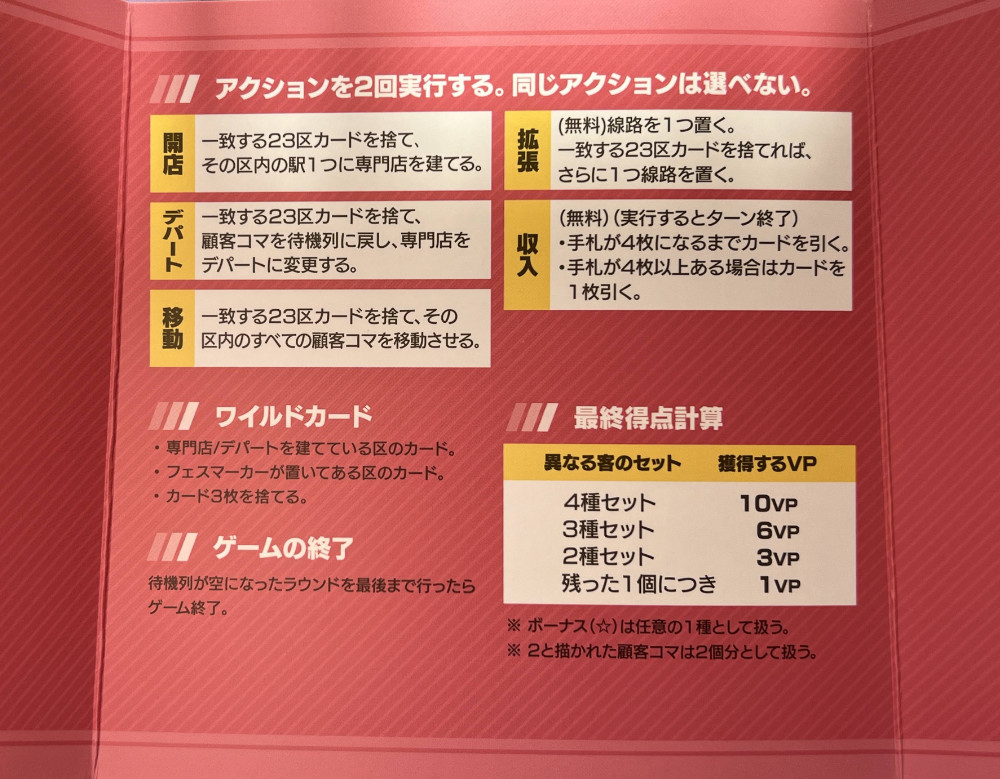 アクションを2回実行する。同じアクションは選べない。
開店
一致する23区カードを捨て、
その区内の駅1つに専門店を建てる。
デパート
一致する23区カードを捨て、
顧客コマを待機列に戻し、専門店を
デパートに変更する。
移動
一致する23区カードを捨て、その
区内のすべての顧客コマを移動させる。
拡張
(無料)線路を1つ置く。
一致する23区カードを捨てれば、
さらに1つ線路を置く。
収入
(無料)(実行するとターン終了)
・手札が4枚になるまでカードを引く。
・手札が4枚以上ある場合はカードを
1枚引く。
ワイルドカード
・専門店/デパートを建てている区のカード。
・フェスマーカーが置いてある区のカード。
・カード3枚を捨てる。
ゲームの終了
待機列が空になったラウンドを最後まで行ったら
ゲーム終了。
最終得点計算
異なる客のセット 獲得するVP
4種セット 10VP
3種セット 6VP
2種セット 3VP
残った1個につき 1VP
※ ボーナス(☆)は任意の1種として扱う。
※ 2と描かれた顧客コマは2個分として扱う。